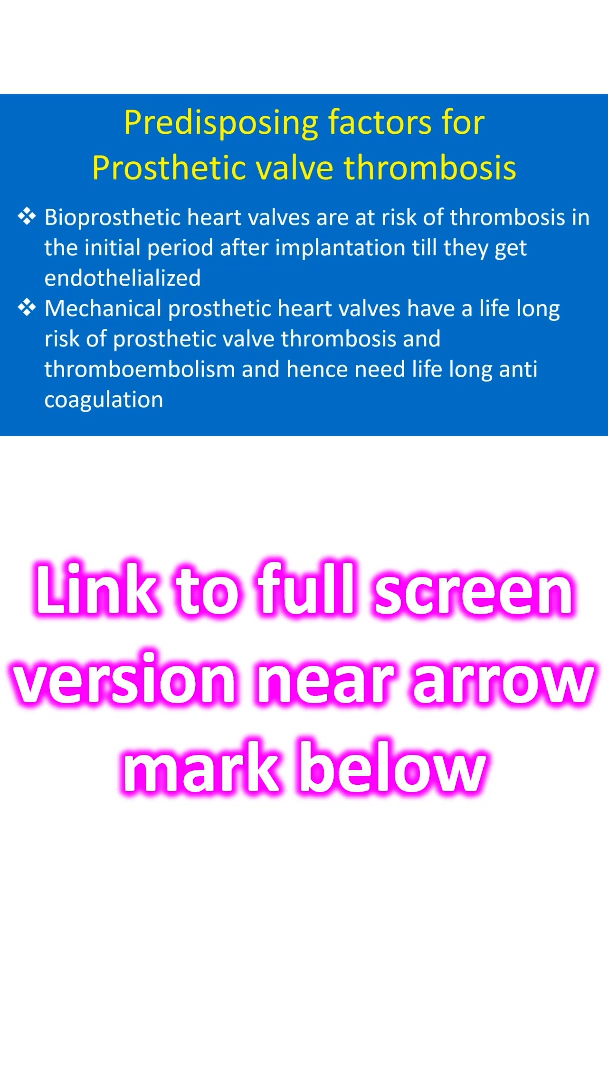 Predisposing factors for
Prosthetic valve thrombosis
❖ Bioprosthetic heart valves are at risk of thrombosis in
the initial period after implantation till they get
endothelialized
❖ Mechanical prosthetic heart valves have a life long
risk of prosthetic valve thrombosis and
thromboembolism and hence need life long anti
coagulation
Link to full screen
version near arrow
mark below